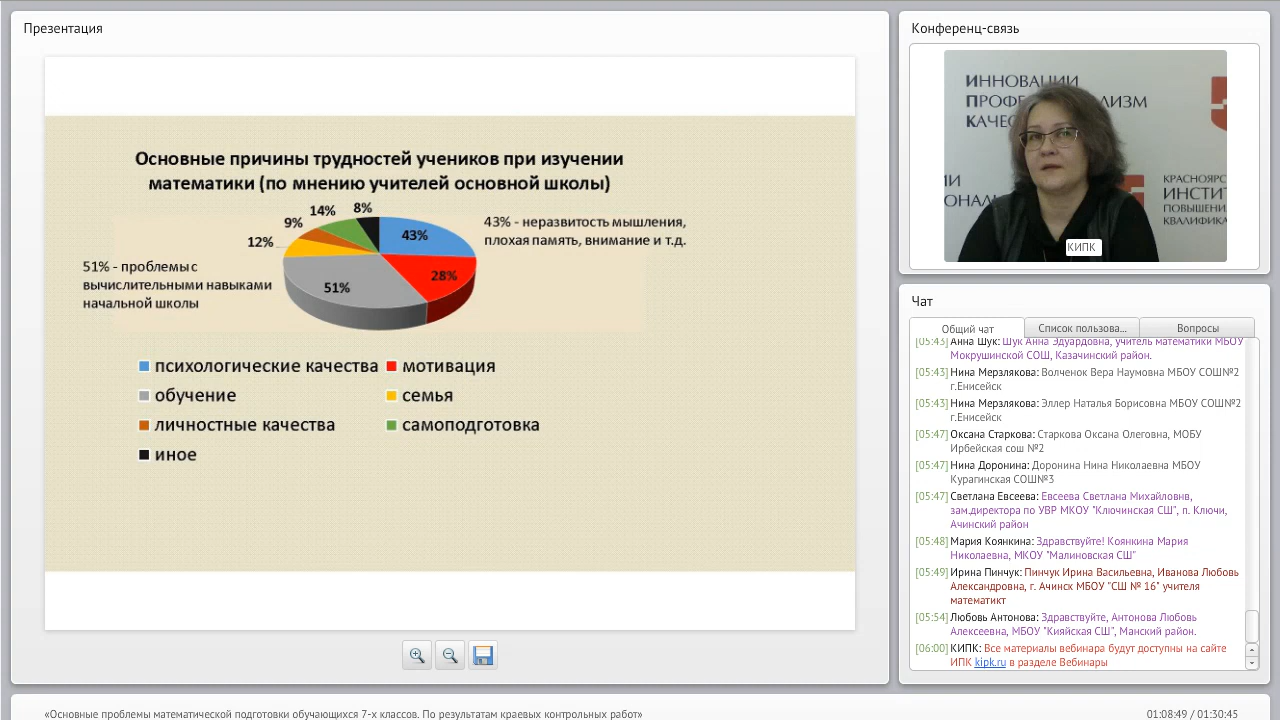 Презентация
Основные причины трудностей учеников при изучении
математики (по мнению учителей основной школы)
14%
8%
9%
12%
43%
28%
51%
43% - неразвитость мышления,
плохая память, внимание и т.д.
51% - проблемы с
вычислительными навыками
начальной школы
психологические качества
мотивация
обучение
семья
личностные качества
самоподготовка
иное
Конференц-связь
ИННОВАЦИИ
КАЧЕС
КРАСНОЯРС
ИНСТИТ
ПОВЫШЕНИ
КВАЛИФИКА
КИПК
Чат
Общий чат
Список пользова...
Вопросы
[05:43] Анна Шук: Шук Анна Эдуардовна, учитель математики МБОУ
Мокрушинской СОШ, Казачинский район.
[05:43] Нина Мерзлякова: Волченок Вера Наумовна МБОУ СОШ№2
г.Енисейск
[05:43] Нина Мерзлякова: Эллер Наталья Борисовна МБОУ СОШ№2
г.Енисейск
[05:47] Оксана Старкова: Старкова Оксана Олеговна, МОБУ
Ирбейская сош №2
[05:47] Нина Доронина: Доронина Нина Николаевна МБОУ
Курагинская СОШ№3
[05:47] Светлана Евсеева: Евсеева Светлана Михайловнв,
зам.директора по УВР МКОУ "Ключинская СШ", п. Ключи,
Ачинский район
[05:48] Мария Коянкина: Здравствуйте! Коянкина Мария
Николаевна, МКОУ "Малиновская СШ"
[05:49] Ирина Пинчук: Пинчук Ирина Васильевна, Иванова Любовь
Александровна, г. Ачинск МБОУ "СШ № 16" учителя
математикт
[05:54] Любовь Антонова: Здравствуйте, Антонова Любовь
Алексеевна, МБОУ "Кияйская СШ", Манский район.
[06:00] КИПК: Все материалы вебинара будут доступны на сайте
ИПК kipk.ru в разделе Вебинары
«Основные проблемы математической подготовки обучающихся 7-х классов. По результатам краевых контрольных работ»
01:08:49 / 01:30:45